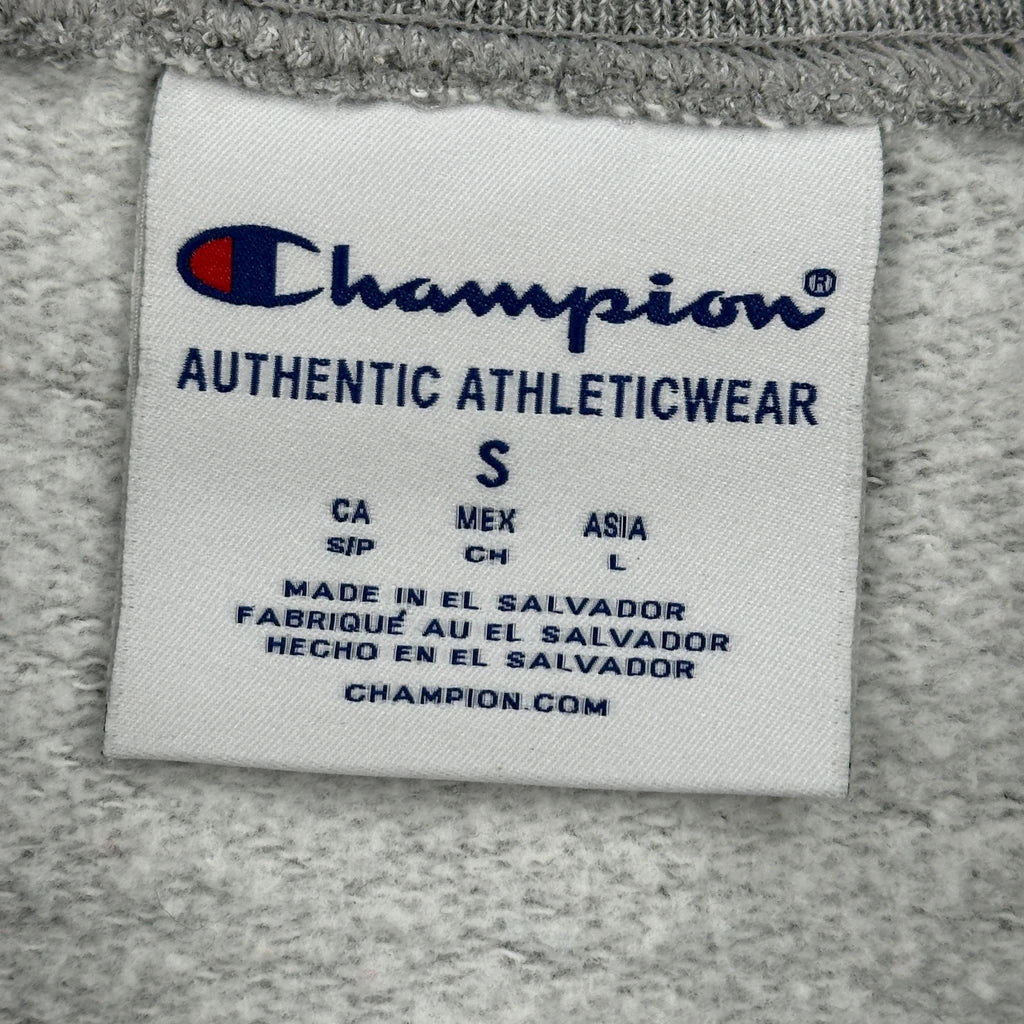 Champion®
AUTHENTIC ATHLETICWEAR
S
CA MEX ASIA
S/P CH L
MADE IN EL SALVADOR
FABRIQUÉ AU EL SALVADOR
HECHO EN EL SALVADOR
CHAMPION.COM